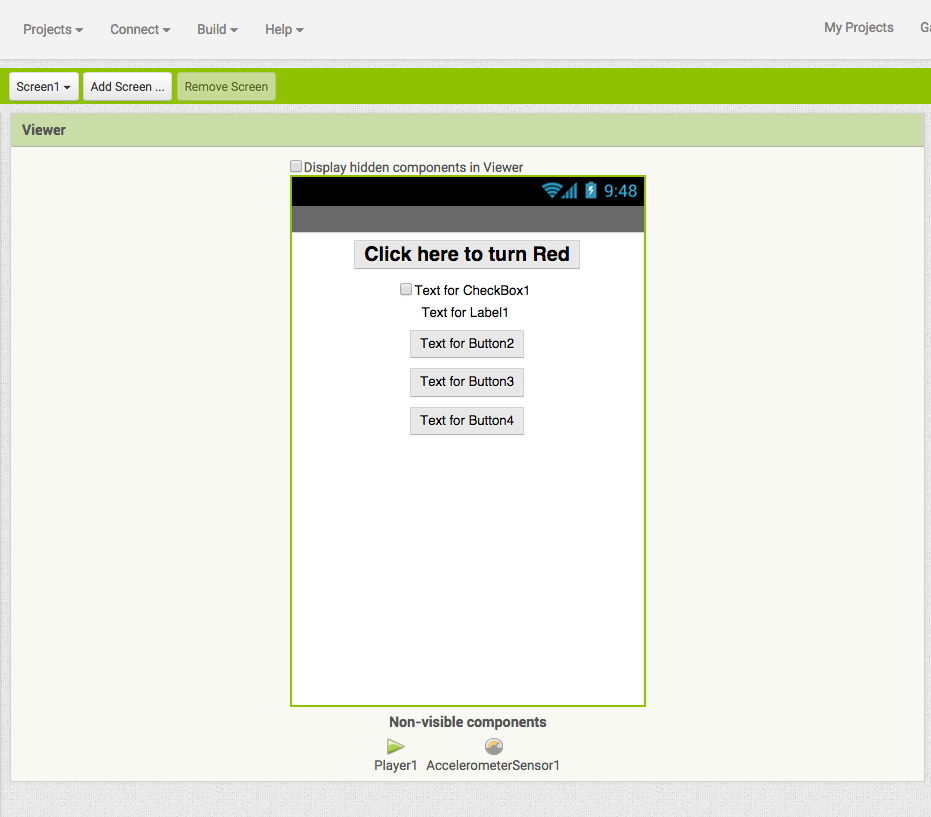 Projects Connect Build Help My Projects
Screen1 Add Screen ... Remove Screen
Viewer
Display hidden components in Viewer
9:48
Click here to turn Red
Text for CheckBox1
Text for Label1
Text for Button2
Text for Button3
Text for Button4
Non-visible components
Player1 AccelerometerSensor1